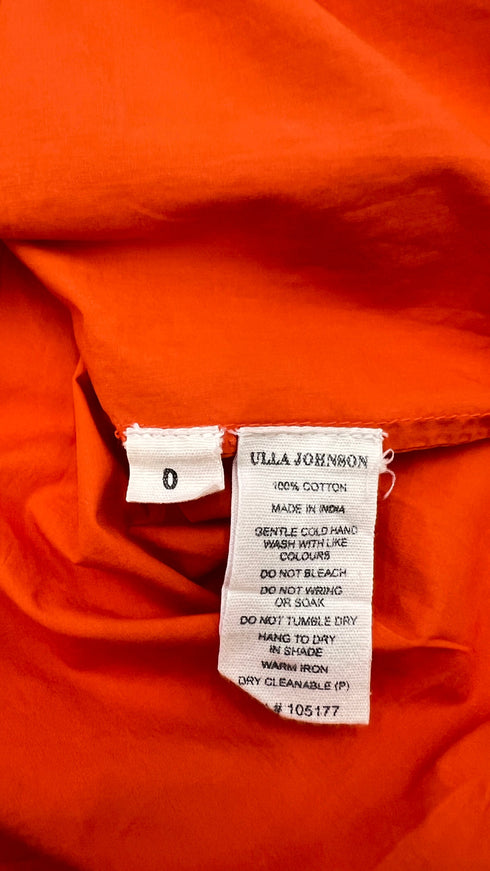 0
ULLA JOHNSON
100% COTTON
MADE IN INDIA
GENTLE COLD HAND
WASH WITH LIKE
COLOURS
DO NOT BLEACH
DO NOT WRING
OR SOAK
DO NOT TUMBLE DRY
HANG TO DRY
IN SHADE
WARM IRON
DRY CLEANABLE (P)
# 105177